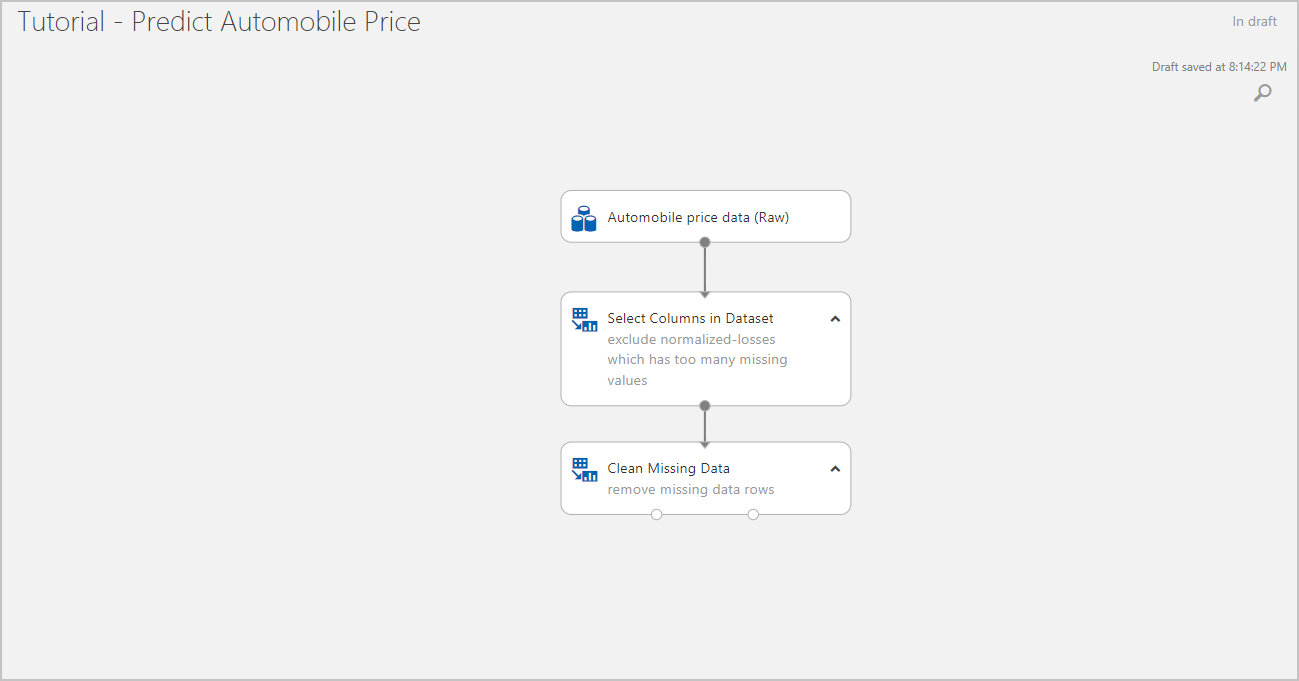 Tutorial - Predict Automobile Price
In draft
Draft saved at 8:14:22 PM
Automobile price data (Raw)
Select Columns in Dataset
exclude normalized-losses
which has too many missing
values
Clean Missing Data
remove missing data rows